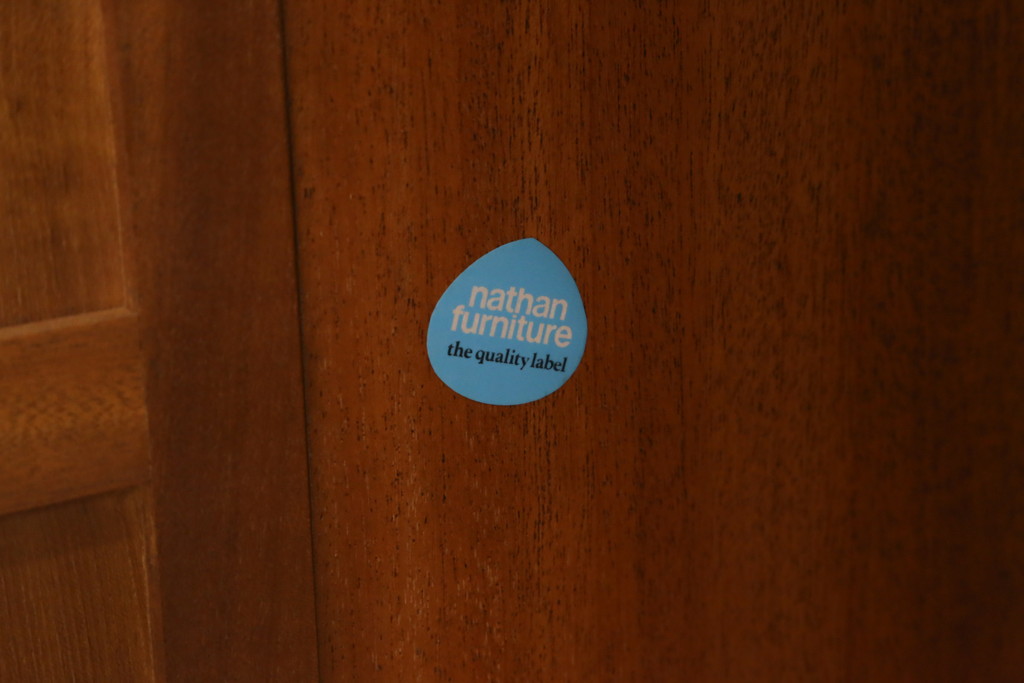 nathan
furniture
the quality label